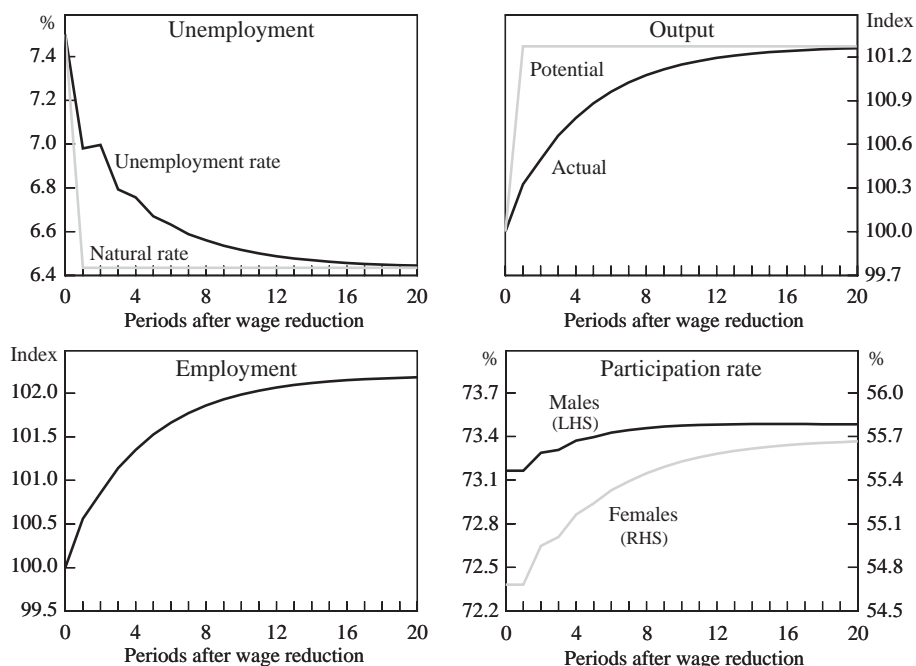 %
Unemployment
7.4
7.2
7.0
6.8
6.6
6.4
Unemployment rate
Natural rate
0 4 8 12 16 20
Periods after wage reduction
Output
Index
Potential
Actual
101.2
100.9
100.6
100.3
100.0
99.7
0 4 8 12 16 20
Periods after wage reduction
Index
Employment
102.0
101.5
101.0
100.5
100.0
99.5
0 4 8 12 16 20
Periods after wage reduction
%
Participation rate
%
73.7
73.4
73.1
72.8
72.5
72.2
Males
(LHS)
Females
(RHS)
56.0
55.7
55.4
55.1
54.8
54.5
0 4 8 12 16 20
Periods after wage reduction